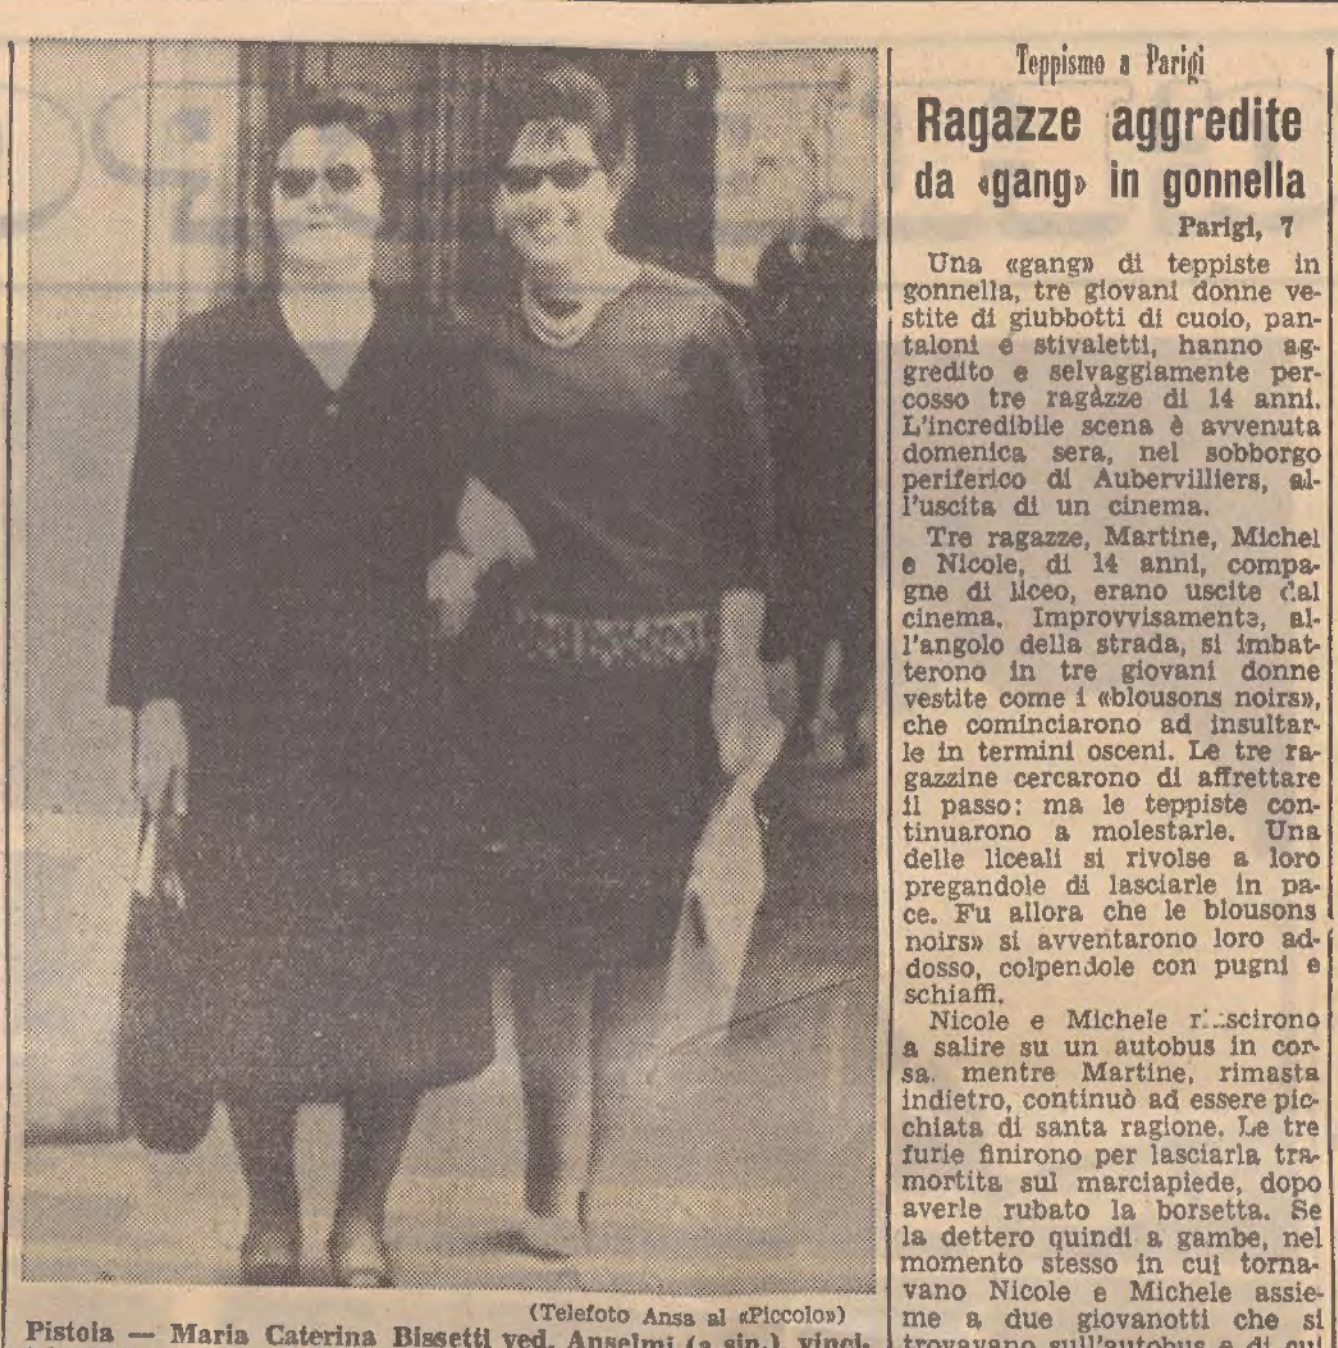 (Telefoto Ansa al «Piccolo»)
Pistoia — Maria Caterina Bissetti ved. Anselmi (a sin.) vinci-
Teppismo a Parigi
Ragazze aggredite
da «gang» in gonnella
Parigi, 7
Una «gang» di teppiste in
gonnella, tre giovani donne ve-
stite di giubbotti di cuoio, pan-
taloni e stivaletti, hanno ag-
gredito e selvaggiamente per-
cosso tre ragàzze di 14 anni.
L'incredibile scena è avvenuta
domenica sera, nel sobborgo
periferico di Aubervilliers, al-
l'uscita di un cinema.
Tre ragazze, Martine, Michel
e Nicole, di 14 anni, compa-
gne di liceo, erano uscite dal
cinema. Improvvisamente, al-
l'angolo della strada, si imbat-
terono in tre giovani donne
vestite come i «blousons noirs»,
che cominciarono ad insultar-
le in termini osceni. Le tre ra-
gazzine cercarono di affrettare
il passo: ma le teppiste con-
tinuarono a molestarle. Una
delle liceali si rivolse a loro
pregandole di lasciarle in pa-
ce. Fu allora che le blousons
noirs» si avventarono loro ad-
dosso, colpendole con pugni e
schiaffi.
Nicole e Michele riuscirono
a salire su un autobus in cor-
sa. mentre Martine, rimasta
indietro, continuò ad essere pic-
chiata di santa ragione. Le tre
furie finirono per lasciarla tra-
mortita sul marciapiede, dopo
averle rubato la borsetta. Se
la dettero quindi a gambe, nel
momento stesso in cui torna-
vano Nicole e Michele assie-
me a due giovanotti che si
trovavano sull'autobus e di cui